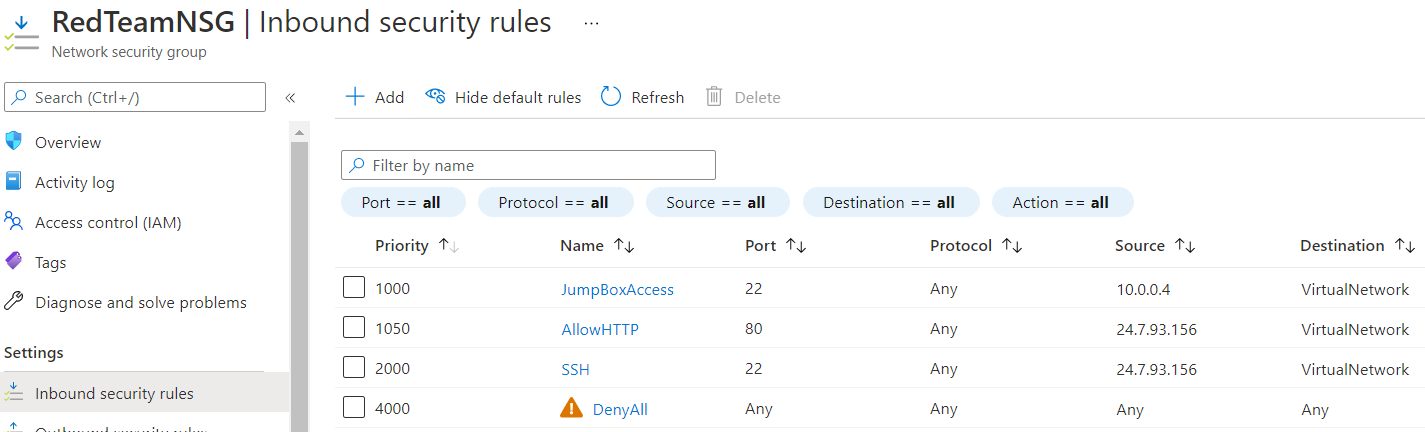 RedTeamNSG | Inbound security rules ...
Network security group
Search (Ctrl+/) «
Add Hide default rules Refresh Delete
Overview
Activity log
Access control (IAM)
Tags
Diagnose and solve problems
Settings
Inbound security rules
Outbound security rules
Filter by name
Port == all Protocol == all Source == all Destination == all Action == all
Priority Name Port Protocol Source Destination
1000 JumpBoxAccess 22 Any 10.0.0.4 VirtualNetwork
1050 AllowHTTP 80 Any 24.7.93.156 VirtualNetwork
2000 SSH 22 Any 24.7.93.156 VirtualNetwork
4000 DenyAll Any Any Any Any